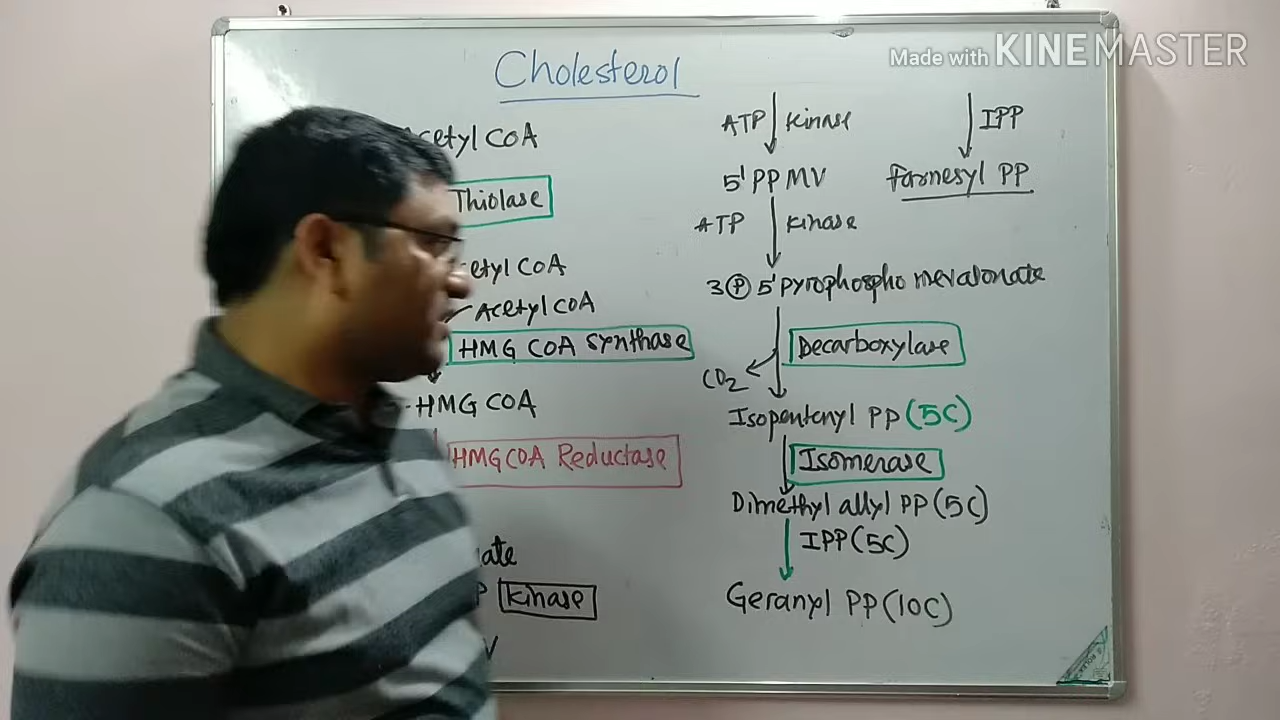 Made with KINEMASTER
Cholesterol
Acetyl COA
Thiolase
etyl COA
Acetyl COA
HMG COA Synthase
HMG COA
HMG COA Reductase
ate
kinase
V
ATP kinase
5' PP MV
ATP kinase
3 P 5' pyrophospho mevalonate
Decarboxylase
CO2
Isopentenyl PP (5C)
Isomerase
Dimethyl allyl PP (5C)
IPP (5C)
Geranyl PP (10C)
IPP
farnesyl PP